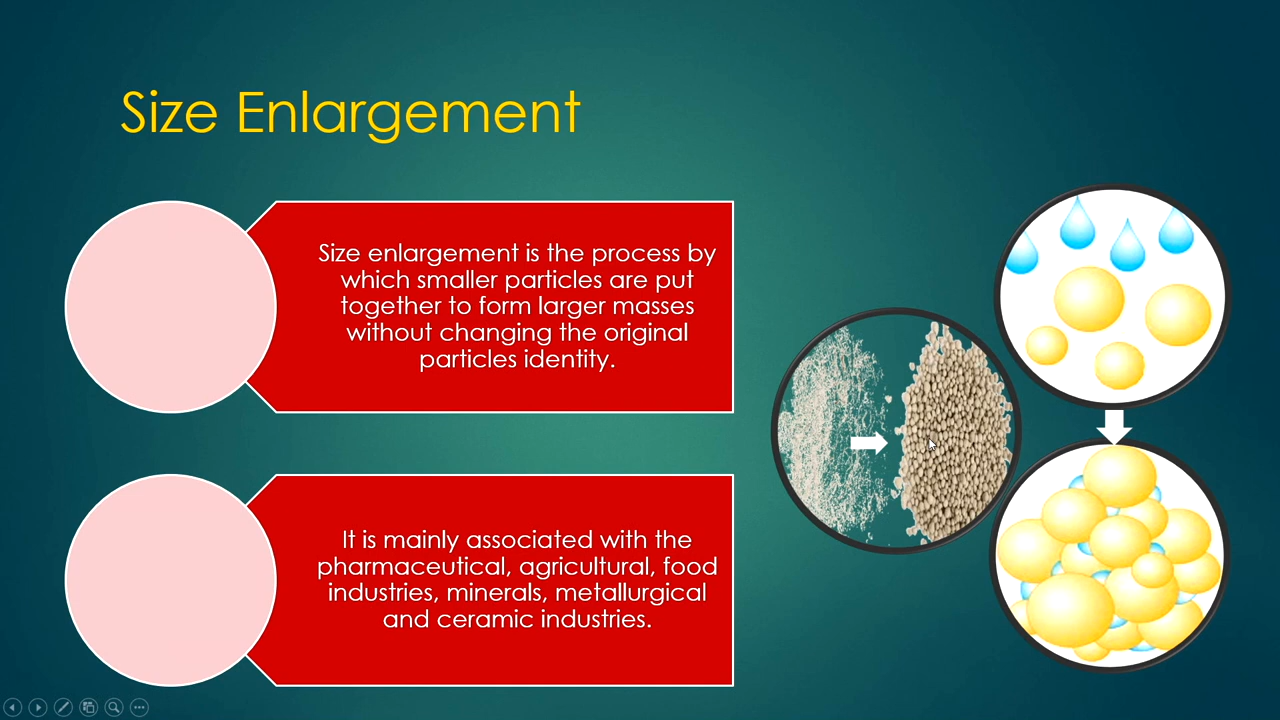 Size Enlargement
Size enlargement is the process by
which smaller particles are put
together to form larger masses
without changing the original
particles identity.
It is mainly associated with the
pharmaceutical, agricultural, food
industries, minerals, metallurgical
and ceramic industries.